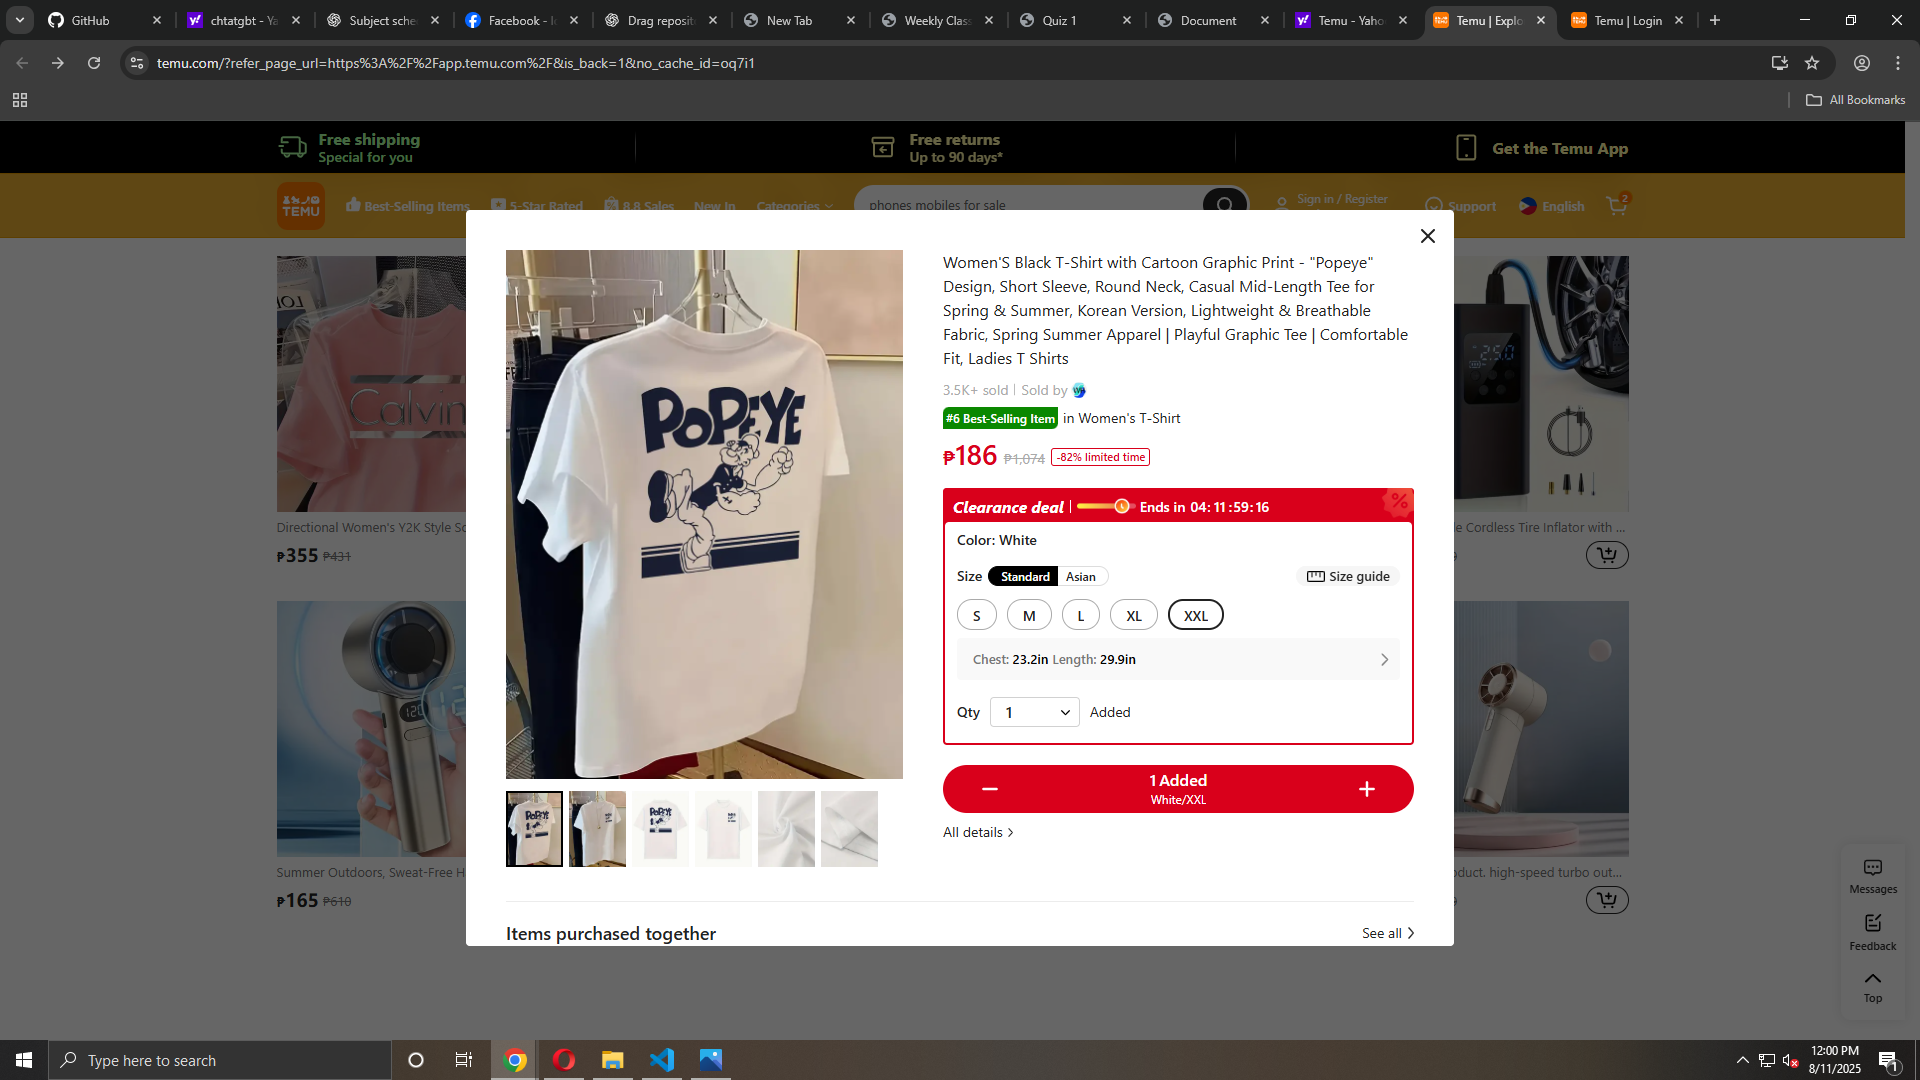 GitHub
chtatgbt - Ya
Subject sche
Facebook - lo
Drag reposit
New Tab
Weekly Class
Quiz 1
Document
Temu - Yaho
Temu | Explo
Temu | Login
temu.com/?refer_page_url=https%3A%2F%2Fapp.temu.com%2F&is_back=1&no_cache_id=oq7i1
All Bookmarks
Free shipping
Special for you
Free returns
Up to 90 days*
Get the Temu App
TEMU
Best-Selling Items
5-Star Rated
8.8 Sales
New In
Categories
phones mobiles for sale
Sign in / Register
Support
English
2
Calvin
Directional Women's Y2K Style Sc
₱355 ₱431
120
Summer Outdoors, Sweat-Free H
₱165 ₱610
POPEYE
Women'S Black T-Shirt with Cartoon Graphic Print - "Popeye"
Design, Short Sleeve, Round Neck, Casual Mid-Length Tee for
Spring & Summer, Korean Version, Lightweight & Breathable
Fabric, Spring Summer Apparel | Playful Graphic Tee | Comfortable
Fit, Ladies T Shirts
3.5K+ sold | Sold by
#6 Best-Selling Item in Women's T-Shirt
₱186 ₱1,074 -82% limited time
Clearance deal | Ends in 04:11:59:16
%
Color: White
Size Standard Asian
Size guide
S M L XL XXL
Chest: 23.2in Length: 29.9in
Qty 1 Added
− 1 Added +
White/XXL
All details >
Items purchased together
See all >
2.5.0
le Cordless Tire Inflator with ...
oduct. high-speed turbo out...
Messages
Feedback
Top
Type here to search
12:00 PM
8/11/2025
1